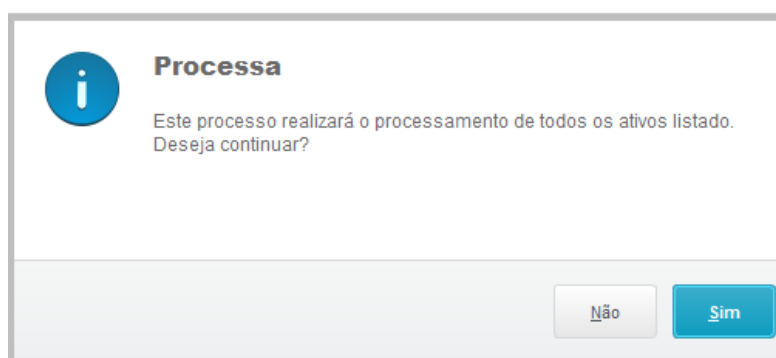 Processa
Este processo realizará o processamento de todos os ativos listado.
Deseja continuar?
Não
Sim